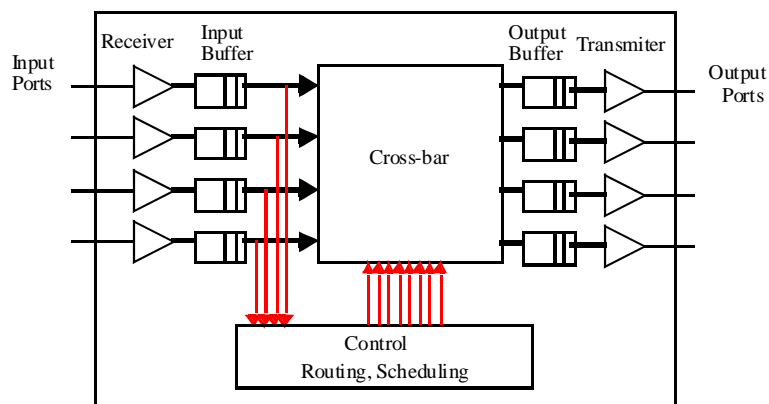 Receiver
Input
Buffer
Output
Buffer
Transmiter
Input
Ports
Output
Ports
Cross-bar
Control
Routing, Scheduling